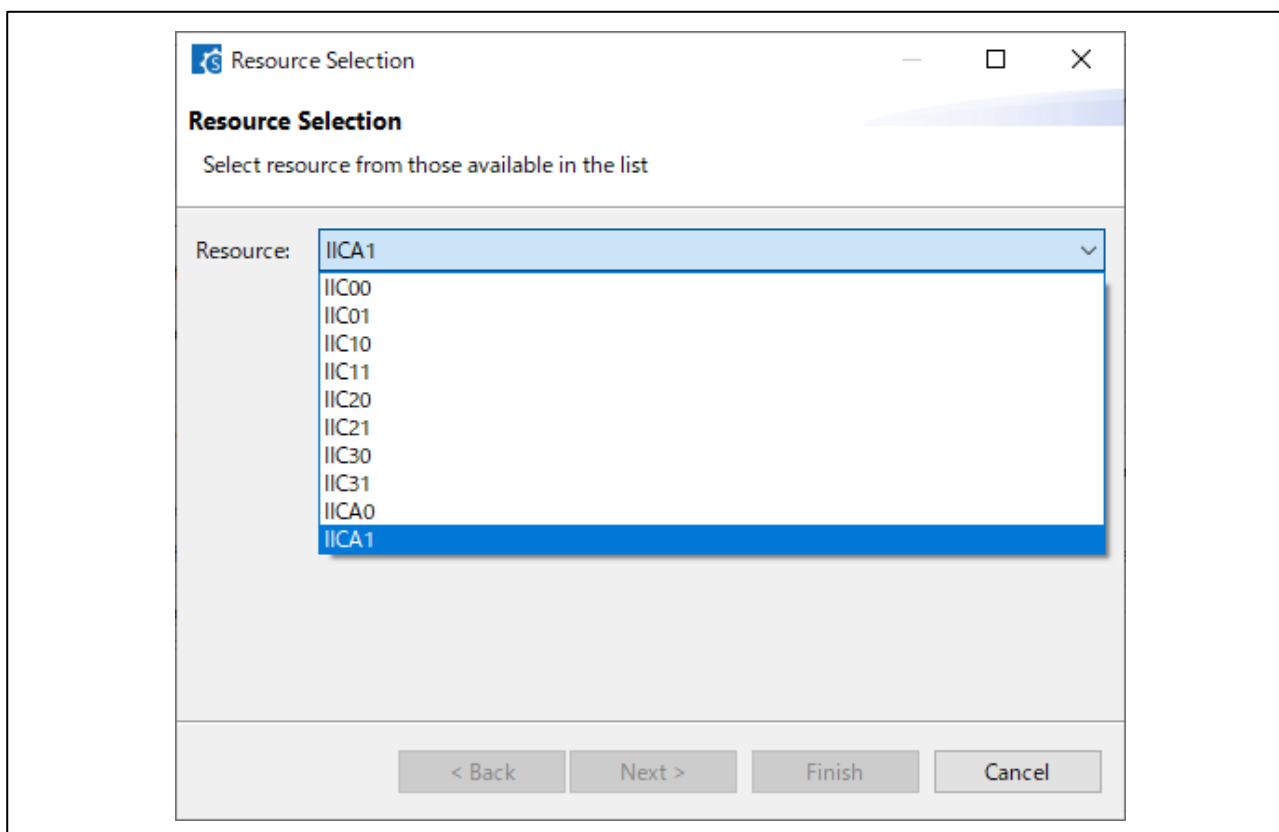 Resource Selection
Resource Selection
Select resource from those available in the list
Resource: IICA1
IIC00
IIC01
IIC10
IIC11
IIC20
IIC21
IIC30
IIC31
IICA0
IICA1
< Back Next > Finish Cancel